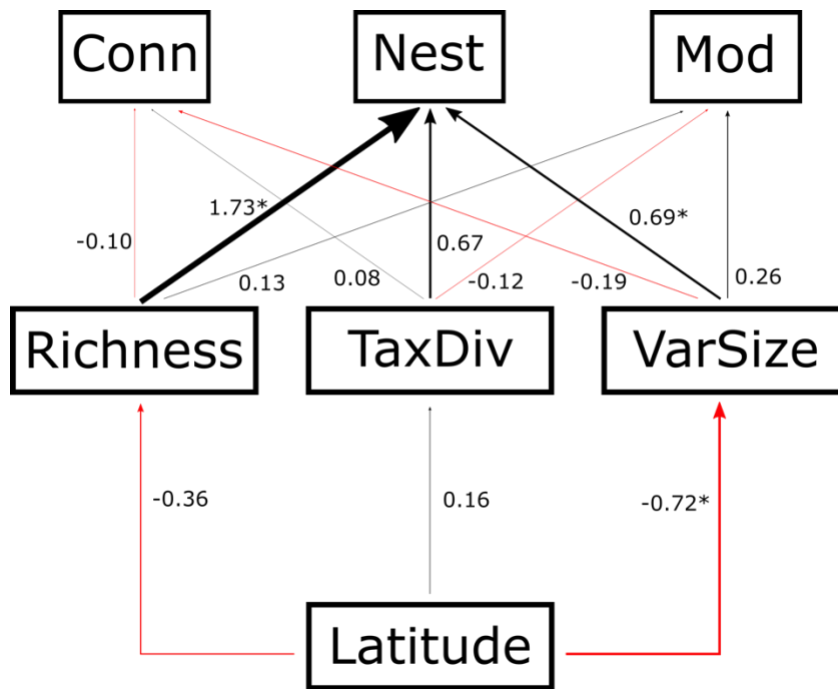 Conn Nest Mod
1.73* 0.69*
-0.10 0.67
0.13 0.08 -0.12 -0.19 0.26
Richness TaxDiv VarSize
-0.36 0.16 -0.72*
Latitude